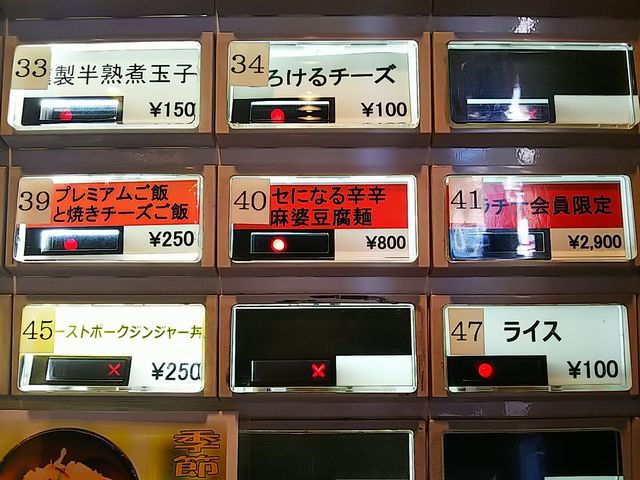 33 製半熟煮玉子
¥150
34 ろけるチーズ
¥100
39 プレミアムご飯
と焼きチーズご飯
¥250
40 セになる辛辛
麻婆豆腐麺
¥800
41 会員限定
¥2,900
45 ーストポークジンジャー丼
¥250
47 ライス
¥100
季節